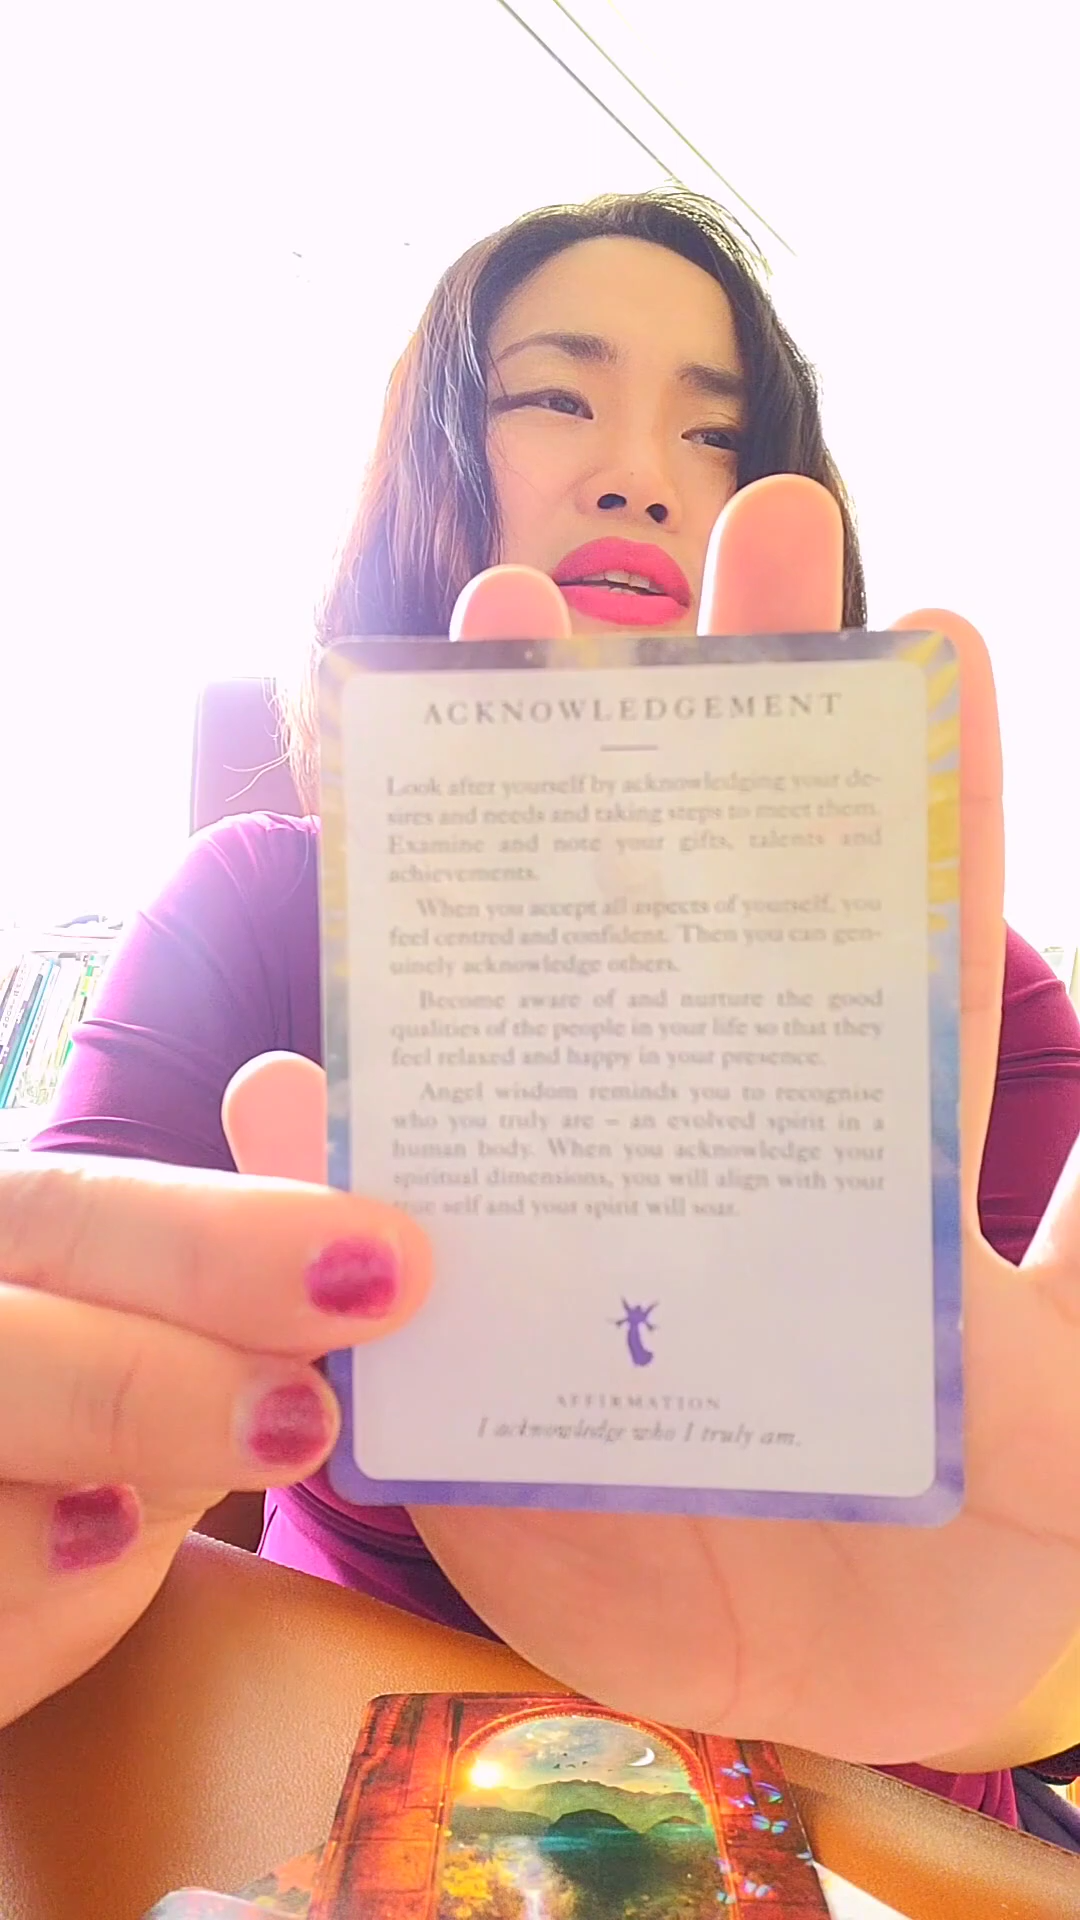 ACKNOWLEDGEMENT
Look after yourself by acknowledging your de-
sires and needs and taking steps to meet them.
Examine and note your gifts, talents and
achievements.
When you accept all aspects of yourself, you
feel centred and confident. Then you can gen-
uinely acknowledge others.
Become aware of and nurture the good
qualities of the people in your life so that they
feel relaxed and happy in your presence.
Angel wisdom reminds you to recognise
who you truly are – an evolved spirit in a
human body. When you acknowledge your
spiritual dimensions, you will align with your
true self and your spirit will soar.
AFFIRMATION
I acknowledge who I truly am.